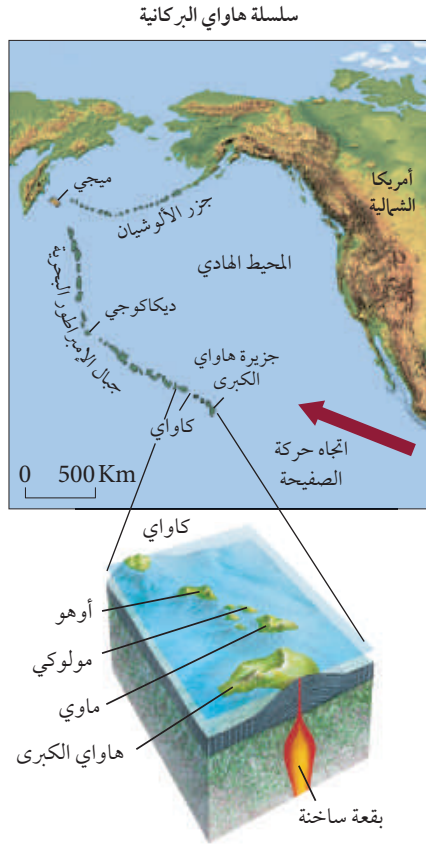 سلسلة هاواي البركانية
أمريكا
الشمالية
ميجي
جزر الألوشيان
المحيط الهادي
ديكاكوجي
جبال الإمبراطور البحرية
جزيرة هاواي
الكبرى
كاواي
اتجاه حركة
الصفيحة
0 500 Km
كاواي
أوهو
مولوكي
ماوي
هاواي الكبرى
بقعة ساخنة